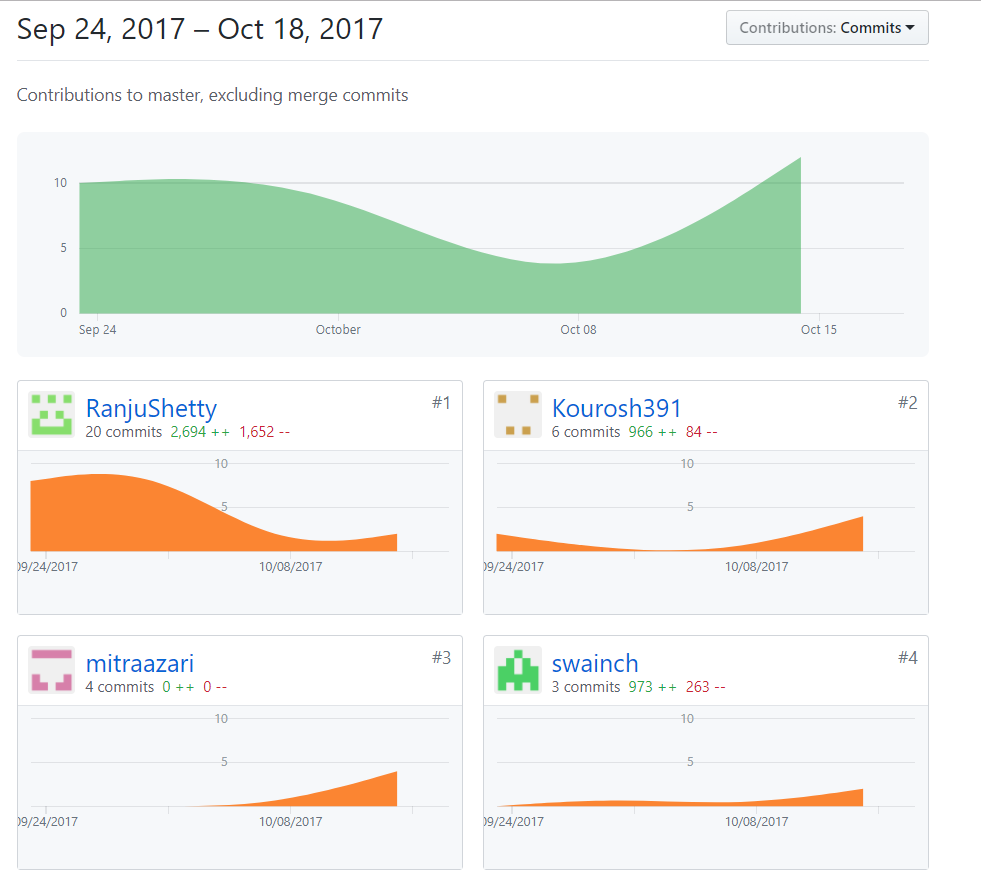 Sep 24, 2017 – Oct 18, 2017
Contributions: Commits
Contributions to master, excluding merge commits
10
5
0
Sep 24 October Oct 08 Oct 15
RanjuShetty #1
20 commits 2,694 ++ 1,652 --
10
5
09/24/2017 10/08/2017
Kourosh391 #2
6 commits 966 ++ 84 --
10
5
09/24/2017 10/08/2017
mitraazari #3
4 commits 0 ++ 0 --
10
5
09/24/2017 10/08/2017
swainch #4
3 commits 973 ++ 263 --
10
5
09/24/2017 10/08/2017